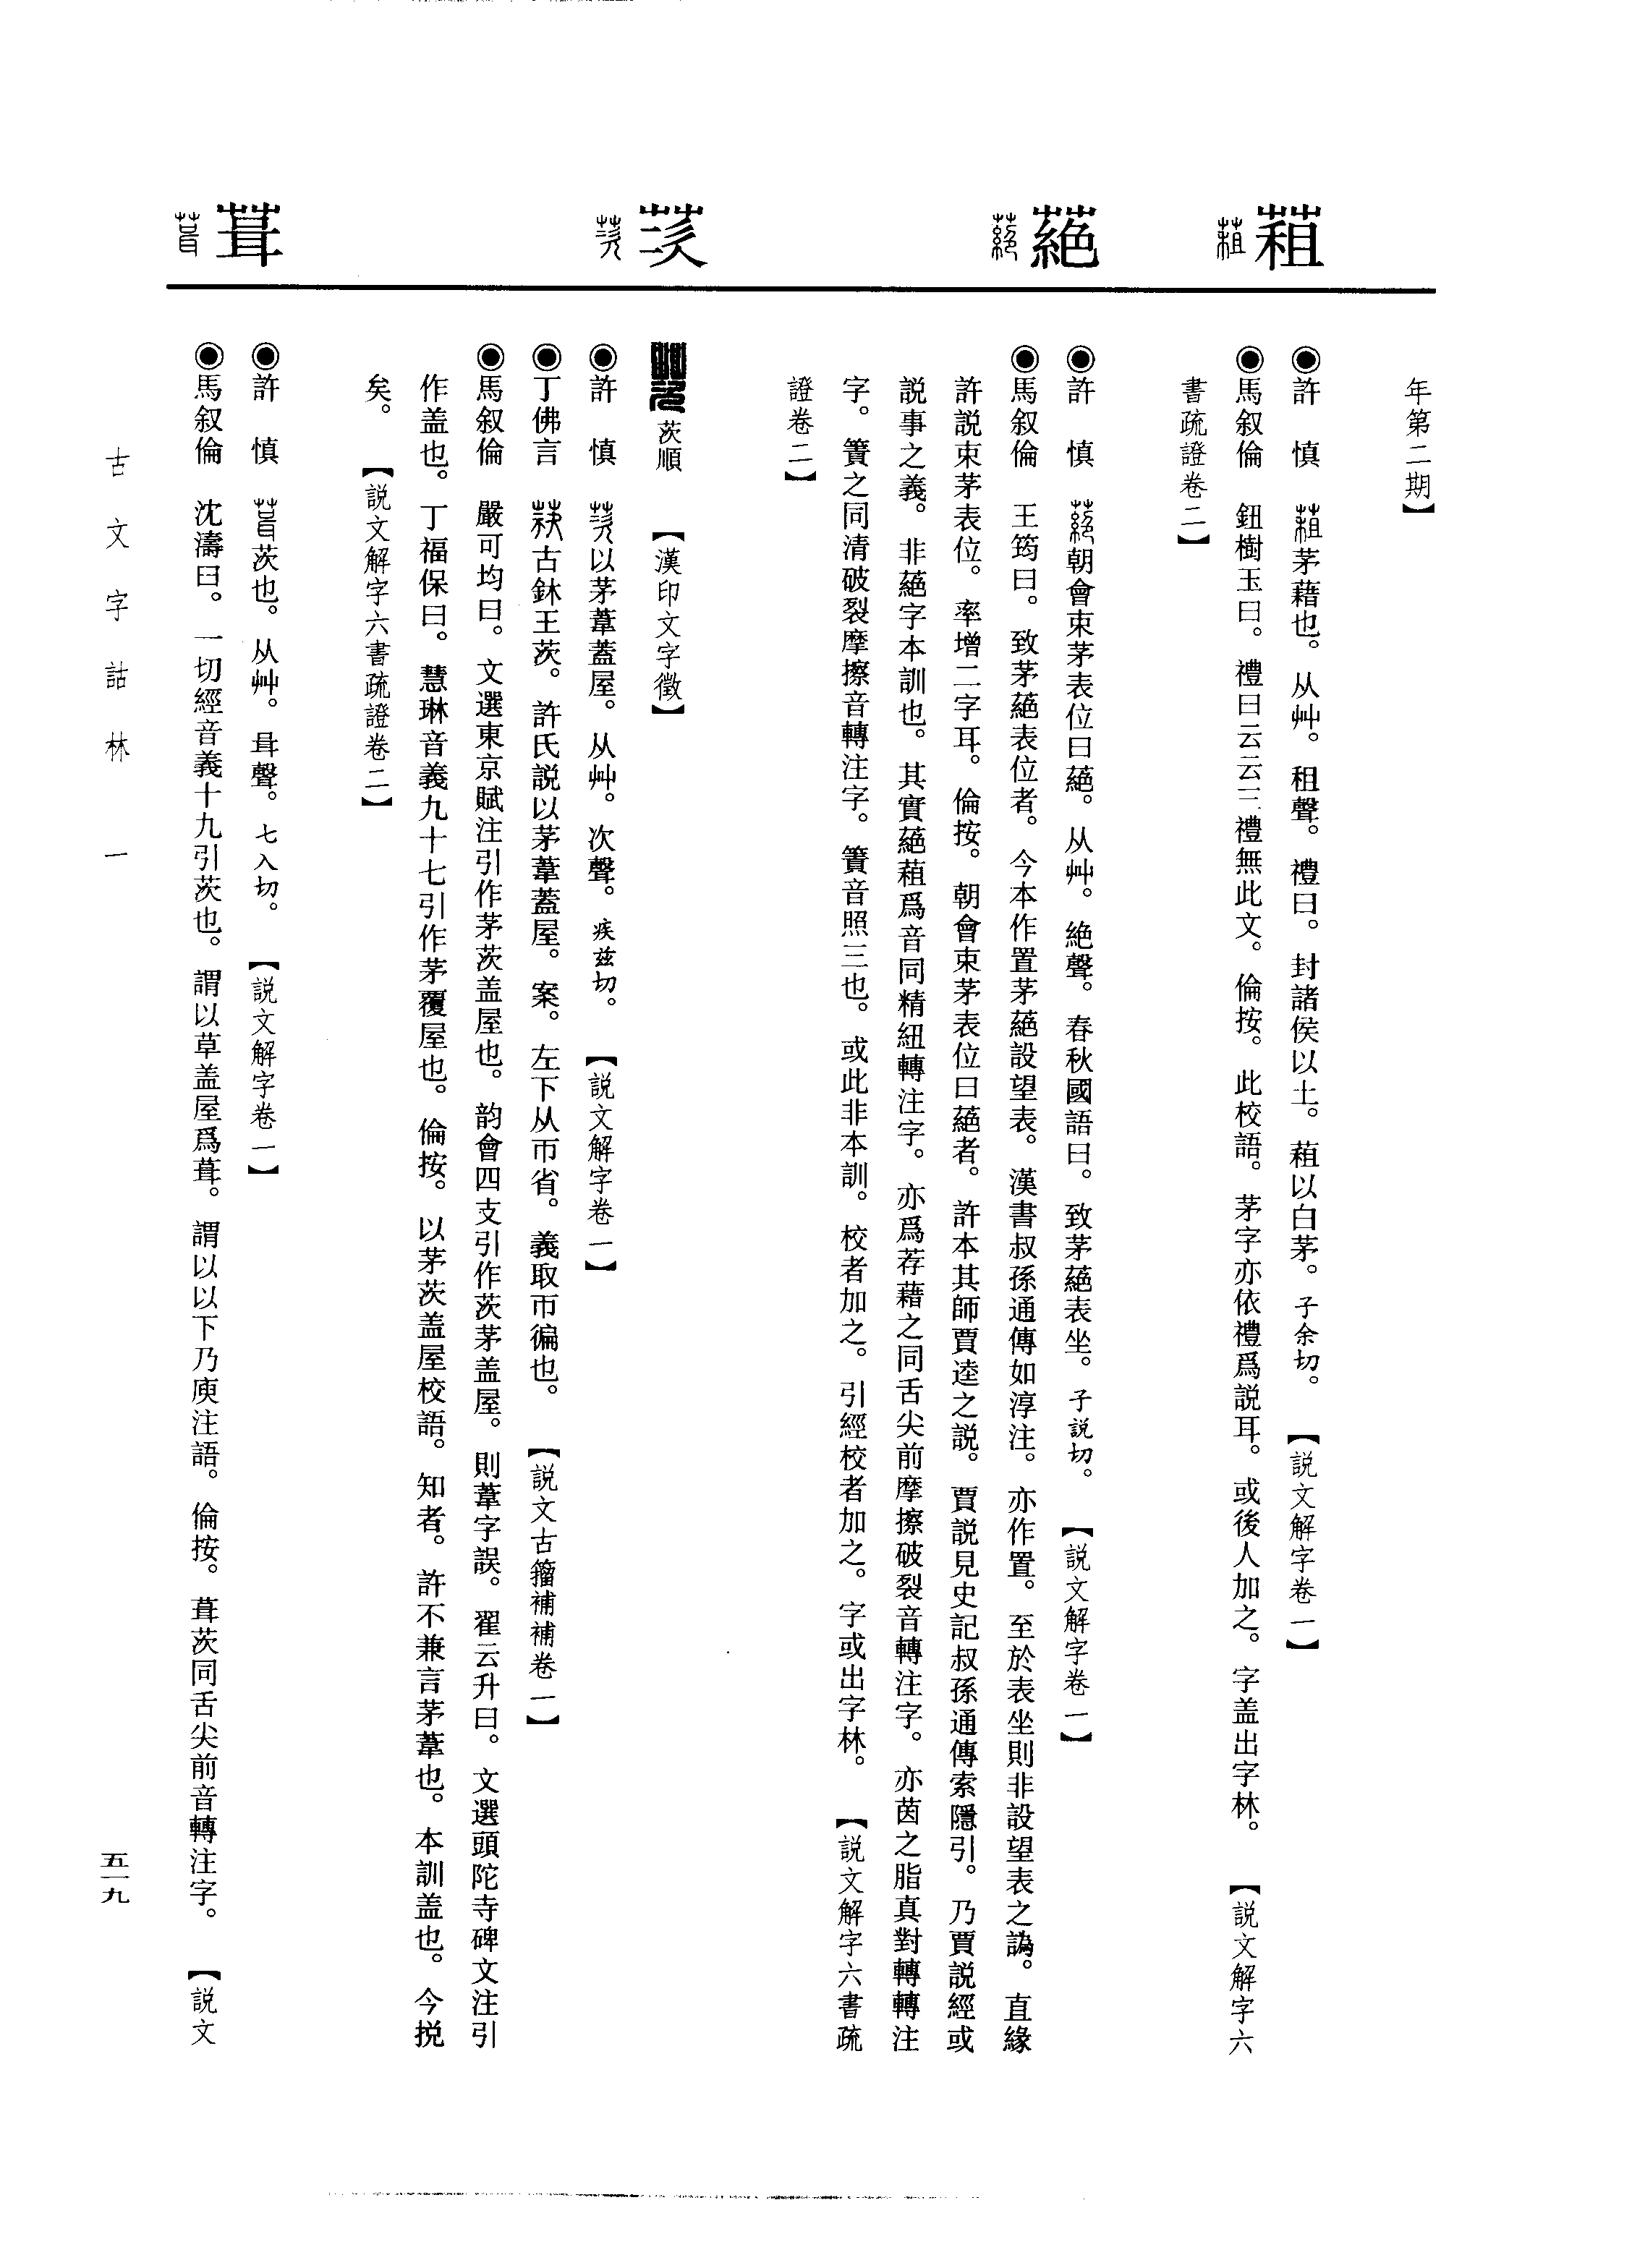 蒩
蕝
茨
葺
年第二期】
◉許　慎　蒩茅藉也。从艸。租聲。禮曰。封諸侯以土。蒩以白茅。子余切。　【説文解字卷一】
◉馬叙倫　鈕樹玉曰。禮曰云云三禮無此文。倫按。此校語。茅字亦依禮爲説耳。或後人加之。字盖出字林。　【説文解字六
書疏證卷二】
◉許　慎　蕝朝會束茅表位曰蕝。从艸。絶聲。春秋國語曰。致茅蕝表坐。子説切。　【説文解字卷一】
◉馬叙倫　王筠曰。致茅蕝表位者。今本作置茅蕝設望表。漢書叔孫通傳如淳注。亦作置。至於表坐則非設望表之譌。直緣
許説束茅表位。率增二字耳。倫按。朝會束茅表位曰蕝者。許本其師賈逵之説。賈説見史記叔孫通傳索隱引。乃賈説經或
説事之義。非蕝字本訓也。其實蕝蒩爲音同精紐轉注字。亦爲荐藉之同舌尖前摩擦破裂音轉注字。亦茵之脂真對轉轉注
字。簀之同清破裂摩擦音轉注字。簀音照三也。或此非本訓。校者加之。引經校者加之。字或出字林。　【説文解字六書疏
證卷二】
茨順　【漢印文字徵】
◉許　慎　茨以茅葦蓋屋。从艸。次聲。疾兹切。　【説文解字卷一】
◉丁佛言　古鉥王茨。許氏説以茅葦蓋屋。案。左下从帀省。義取帀徧也。　【説文古籀補補卷一】
◉馬叙倫　嚴可均曰。文選東京賦注引作茅茨盖屋也。韵會四支引作茨茅盖屋。則葦字誤。翟云升曰。文選頭陀寺碑文注引
作盖也。丁福保曰。慧琳音義九十七引作茅覆屋也。倫按。以茅茨盖屋校語。知者。許不兼言茅葦也。本訓盖也。今捝
矣。　【説文解字六書疏證卷二】
◉許　慎　葺茨也。从艸。咠聲。七入切。　【説文解字卷一】
◉馬叙倫　沈濤曰。一切經音義十九引茨也。謂以草盖屋爲葺。謂以以下乃庾注語。倫按。葺茨同舌尖前音轉注字。　【説文
古文字詁林　一
五一九